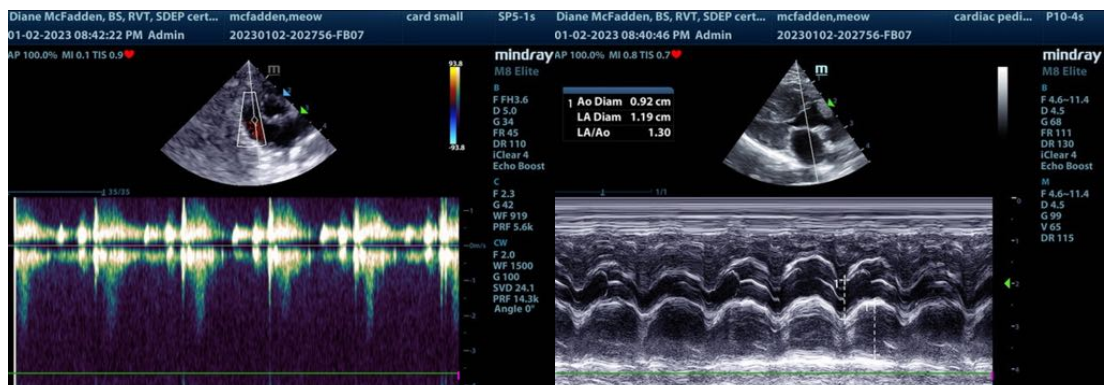 Diane McFadden, BS, RVT, SDEP cert... mcfadden,meow card small SP5-1s
01-02-2023 08:42:22 PM Admin 20230102-202756-FB07
AP 100.0% MI 0.1 TIS 0.9
mindray
M8 Elite
m
93.8
-93.8
B
F FH3.6
D 5.0
G 34
FR 45
DR 110
iClear 4
Echo Boost
35/35
C
F 2.3
G 42
WF 919
PRF 5.6k
CW
F 2.0
WF 1500
G 100
SVD 24.1
PRF 14.3k
Angle 0°
0m/s
Diane McFadden, BS, RVT, SDEP cert... mcfadden,meow cardiac pedi... P10-4s
01-02-2023 08:40:46 PM Admin 20230102-202756-FB07
AP 100.0% MI 0.8 TIS 0.7
mindray
M8 Elite
m
1 Ao Diam 0.92 cm
LA Diam 1.19 cm
LA/Ao 1.30
B
F 4.6~11.4
D 4.5
G 68
FR 111
DR 130
iClear 4
Echo Boost
1/1
M
F 4.6~11.4
D 4.5
G 99
V 65
DR 115